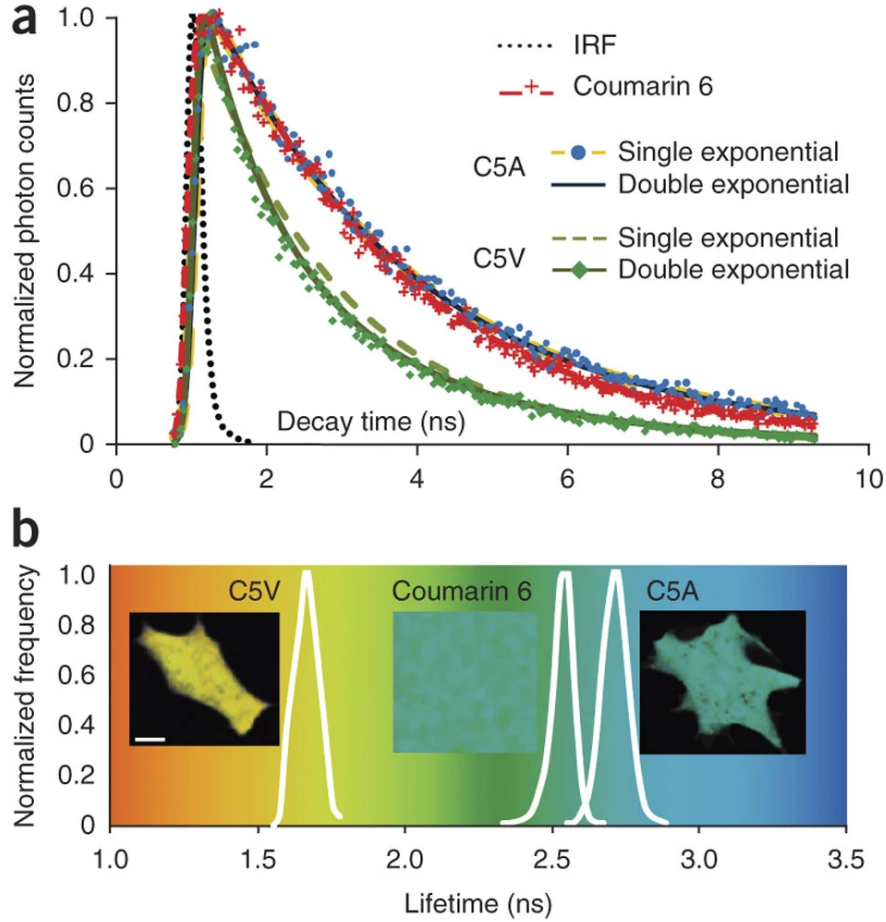 a
Normalized photon counts
1.0
0.8
0.6
0.4
0.2
0
IRF
Coumarin 6
C5A
Single exponential
Double exponential
C5V
Single exponential
Double exponential
Decay time (ns)
0 2 4 6 8 10
b
Normalized frequency
1.0
0.8
0.6
0.4
0.2
0
C5V Coumarin 6 C5A
1.0 1.5 2.0 2.5 3.0 3.5
Lifetime (ns)